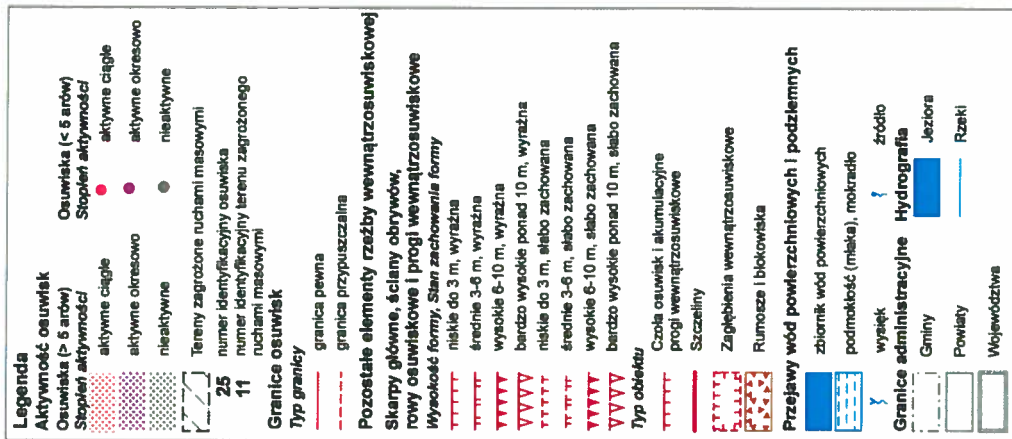 Legenda
Aktywność osuwisk
Osuwiska (> 5 arów)
Stopień aktywności
aktywne ciągłe
aktywne okresowo
nieaktywne
Osuwiska (< 5 arów)
Stopień aktywności
aktywne ciągłe
aktywne okresowo
nieaktywne
Tereny zagrożone ruchami masowymi
25 numer identyfikacyjny osuwiska
11 numer identyfikacyjny terenu zagrożonego
ruchami masowymi
Granice osuwisk
Typ granicy
granica pewna
granica przypuszczalna
Pozostałe elementy rzeźby wewnątrzosuwiskowej
Skarpy główne, ściany obrywów,
rowy osuwiskowe i progi wewnątrzosuwiskowe
Wysokość formy, Stan zachowania formy
niskie do 3 m, wyraźna
średnie 3-6 m, wyraźna
wysokie 6-10 m, wyraźna
bardzo wysokie ponad 10 m, wyraźna
niskie do 3 m, słabo zachowana
średnie 3-6 m, słabo zachowana
wysokie 6-10 m, słabo zachowana
bardzo wysokie ponad 10 m, słabo zachowana
Typ obiektu
Czoła osuwisk i akumulacyjne
progi wewnątrzosuwiskowe
Szczeliny
Zagłębienia wewnątrzosuwiskowe
Rumosze i blokowiska
Przejawy wód powierzchniowych i podziemnych
zbiornik wód powierzchniowych
podmokłość (młaka), mokradło
wysięk
źródło
Granice administracyjne
Gminy
Powiaty
Województwa
Hydrografia
Jeziora
Rzeki